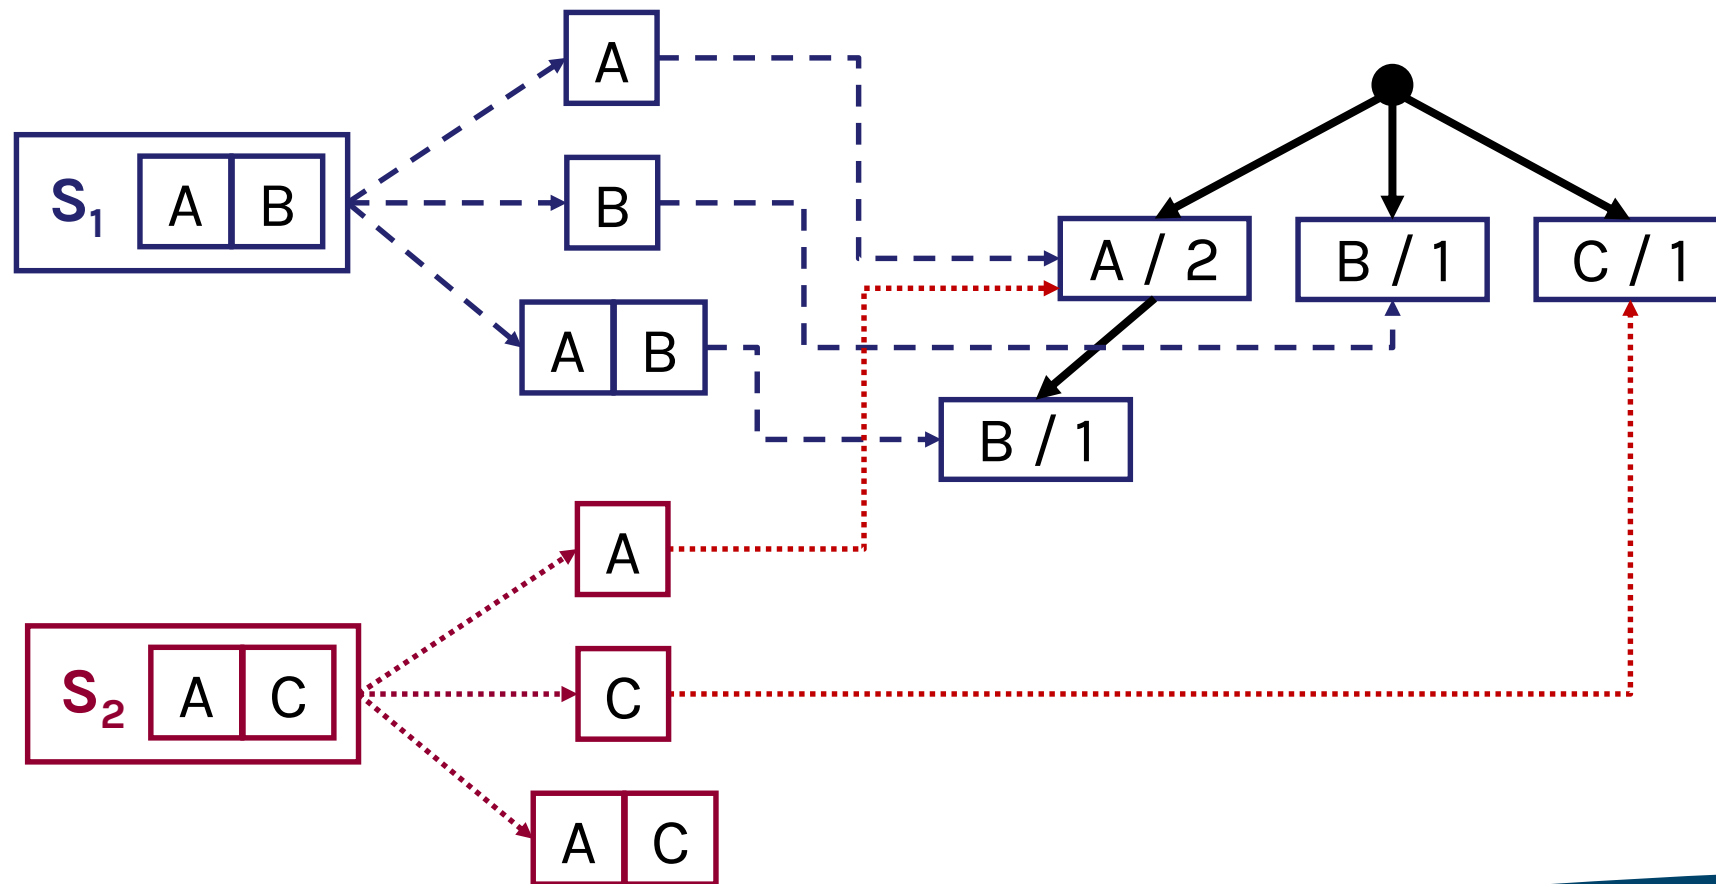 A
S₁ A B
B
A B
A / 2
B / 1
C / 1
B / 1
A
S₂ A C
C
A C